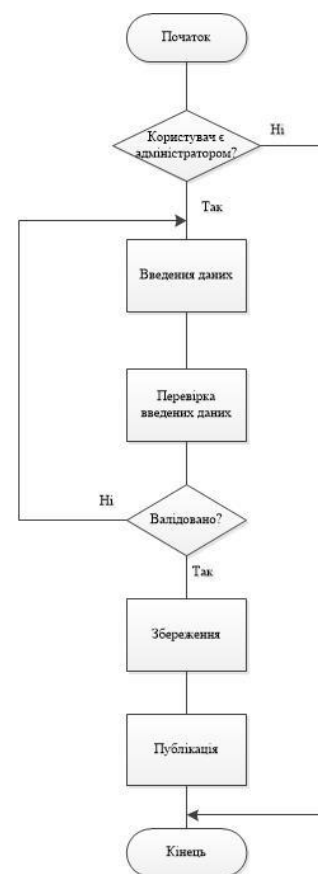 Початок
Користувач є
адміністратором?
Ні
Так
Введення даних
Перевірка
введених даних
Ні
Валідовано?
Так
Збереження
Публікація
Кінець